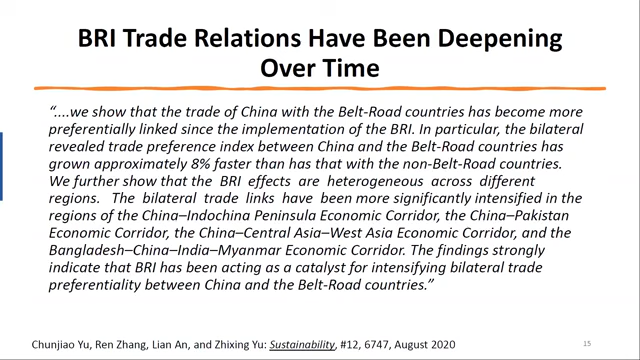 BRI Trade Relations Have Been Deepening
Over Time
“....we show that the trade of China with the Belt-Road countries has become more
preferentially linked since the implementation of the BRI. In particular, the bilateral
revealed trade preference index between China and the Belt-Road countries has
grown approximately 8% faster than has that with the non-Belt-Road countries.
We further show that the BRI effects are heterogeneous across different
regions. The bilateral trade links have been more significantly intensified in the
regions of the China–Indochina Peninsula Economic Corridor, the China–Pakistan
Economic Corridor, the China–Central Asia–West Asia Economic Corridor, and the
Bangladesh–China–India–Myanmar Economic Corridor. The findings strongly
indicate that BRI has been acting as a catalyst for intensifying bilateral trade
preferentiality between China and the Belt-Road countries.”
Chunjiao Yu, Ren Zhang, Lian An, and Zhixing Yu: Sustainability, #12, 6747, August 2020
15